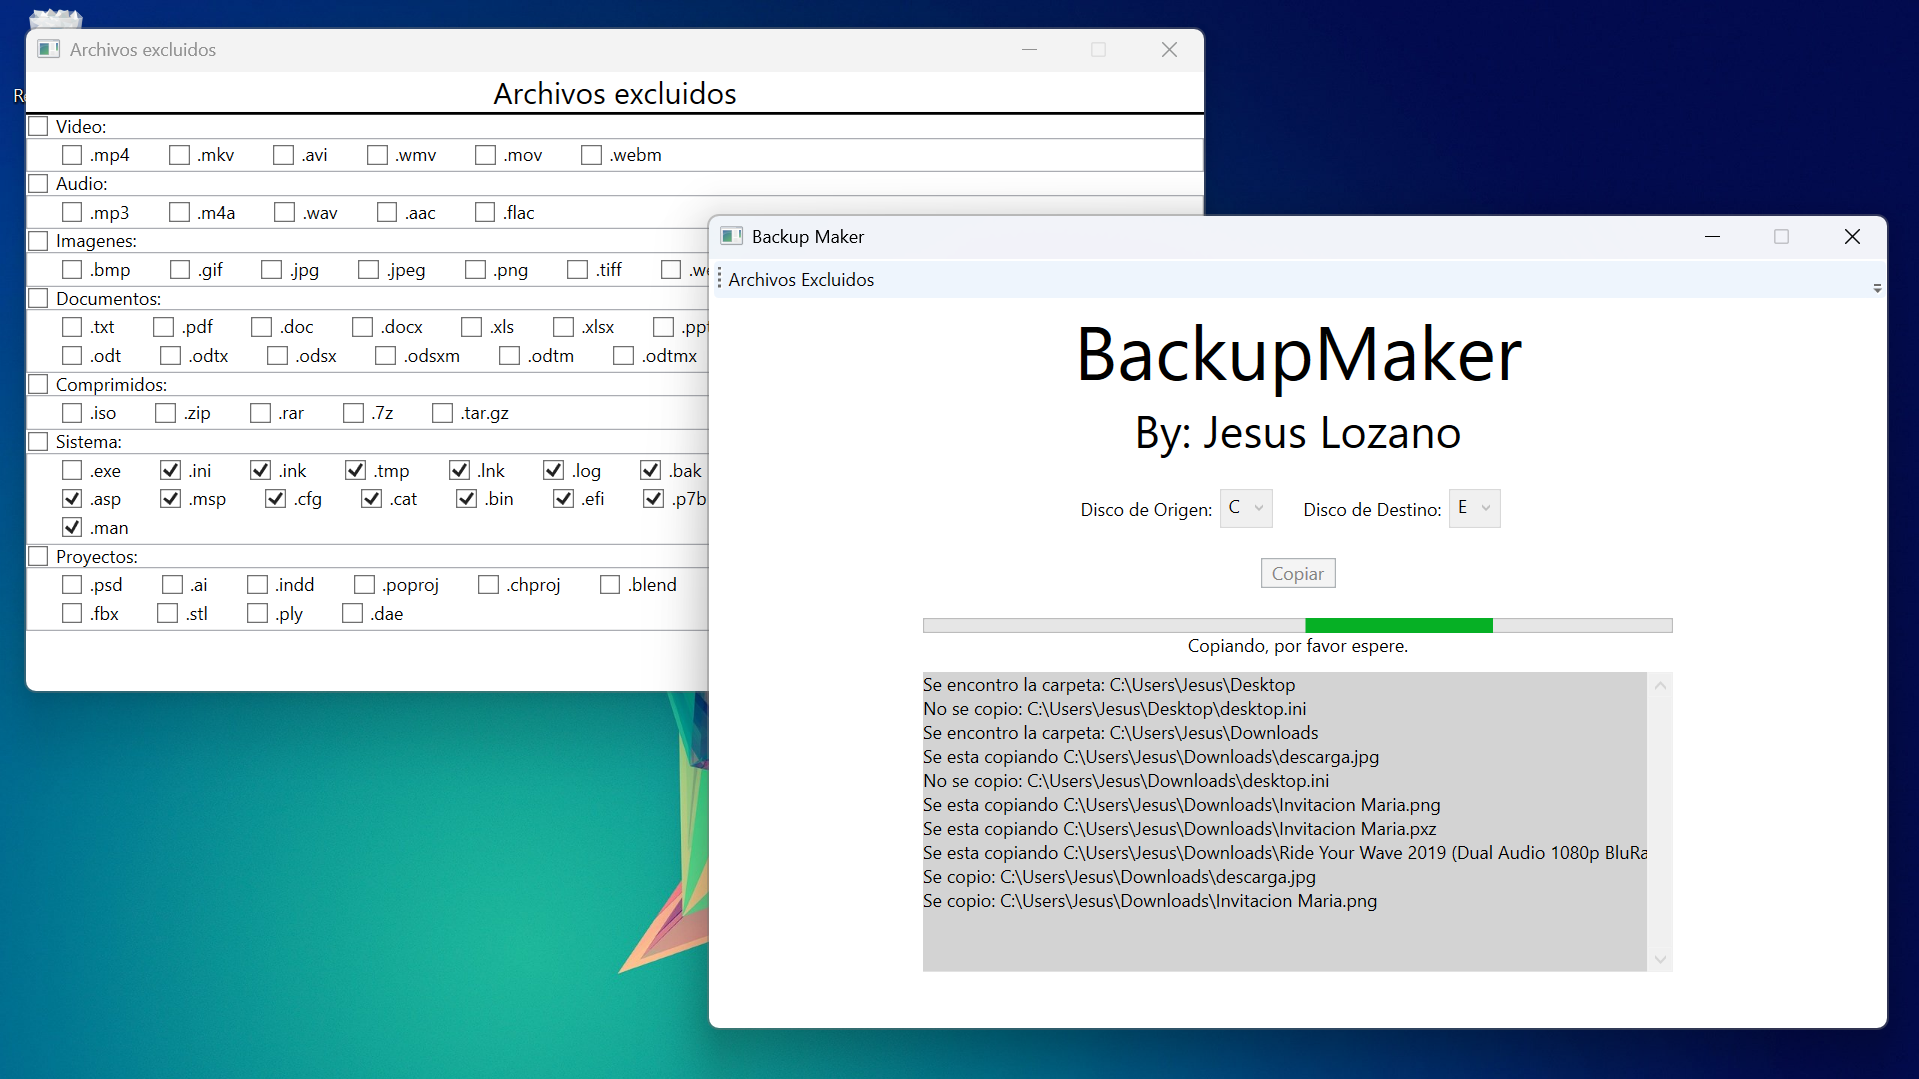 Archivos excluidos
Archivos excluidos
Video:
.mp4 .mkv .avi .wmv .mov .webm
Audio:
.mp3 .m4a .wav .aac .flac
Imagenes:
.bmp .gif .jpg .jpeg .png .tiff
Documentos:
.txt .pdf .doc .docx .xls .xlsx
.odt .odtx .odsx .odsxm .odtm .odtmx
Comprimidos:
.iso .zip .rar .7z .tar.gz
Sistema:
.exe .ini .ink .tmp .lnk .log .bak
.asp .msp .cfg .cat .bin .efi .p7b
.man
Proyectos:
.psd .ai .indd .poproj .chproj .blend
.fbx .stl .ply .dae
Backup Maker
Archivos Excluidos
BackupMaker
By: Jesus Lozano
Disco de Origen: C Disco de Destino: E
Copiar
Copiando, por favor espere.
Se encontro la carpeta: C:\Users\Jesus\Desktop
No se copio: C:\Users\Jesus\Desktop\desktop.ini
Se encontro la carpeta: C:\Users\Jesus\Downloads
Se esta copiando C:\Users\Jesus\Downloads\descarga.jpg
No se copio: C:\Users\Jesus\Downloads\desktop.ini
Se esta copiando C:\Users\Jesus\Downloads\Invitacion Maria.png
Se esta copiando C:\Users\Jesus\Downloads\Invitacion Maria.pxz
Se esta copiando C:\Users\Jesus\Downloads\Ride Your Wave 2019 (Dual Audio 1080p BluRa
Se copio: C:\Users\Jesus\Downloads\descarga.jpg
Se copio: C:\Users\Jesus\Downloads\Invitacion Maria.png